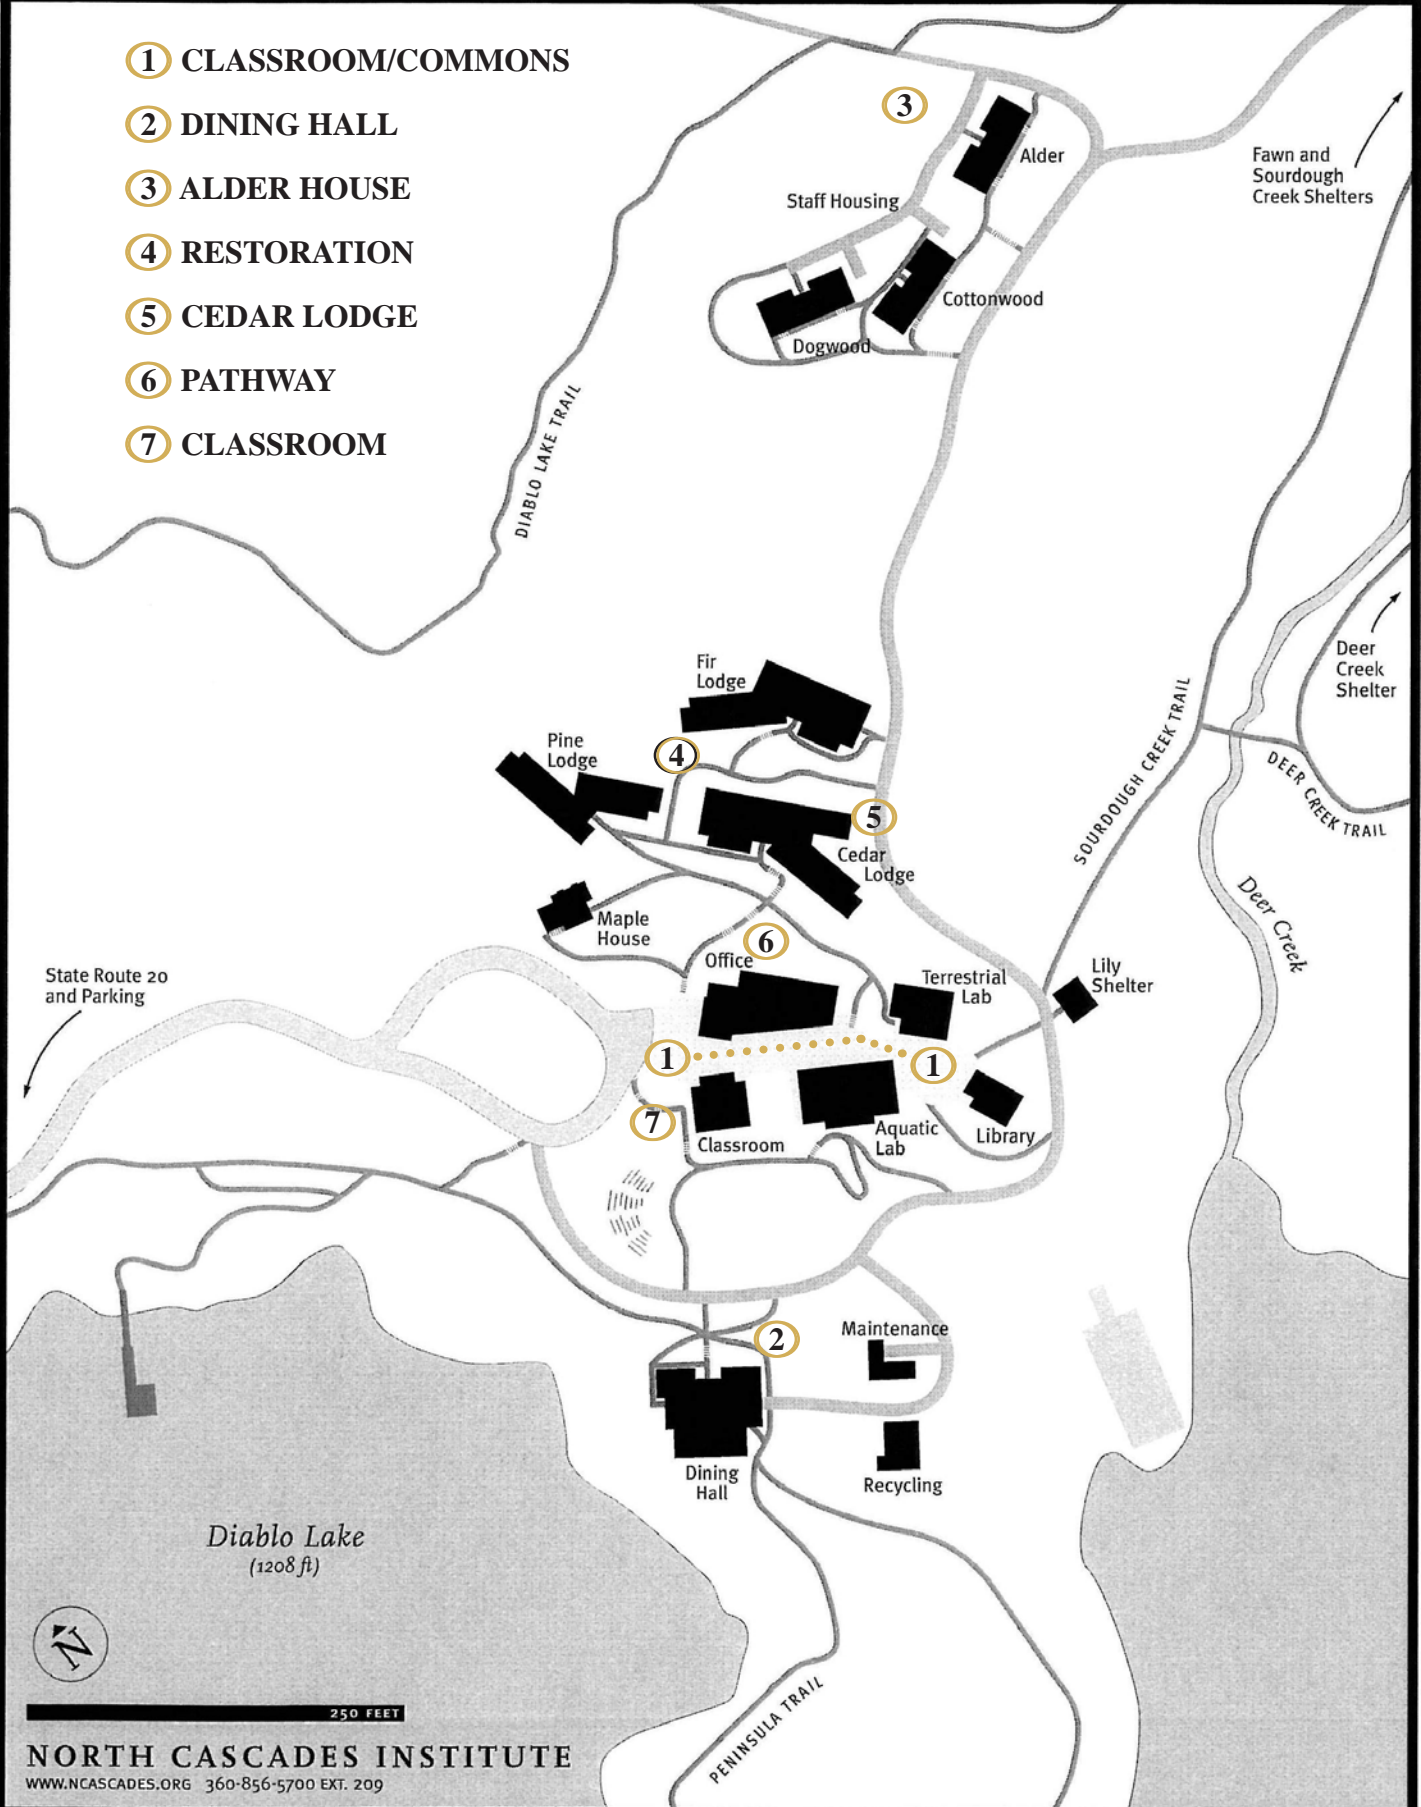 1 CLASSROOM/COMMONS
2 DINING HALL
3 ALDER HOUSE
4 RESTORATION
5 CEDAR LODGE
6 PATHWAY
7 CLASSROOM
3
Alder
Fawn and
Sourdough
Creek Shelters
Staff Housing
Cottonwood
Dogwood
DIABLO LAKE TRAIL
Fir
Lodge
Deer
Creek
Shelter
Pine
Lodge
4
SOURDOUGH CREEK TRAIL
DEER CREEK TRAIL
5
Cedar
Lodge
Deer Creek
Maple
House
6
Office
State Route 20
and Parking
Terrestrial
Lab
Lily
Shelter
1
1
7
Classroom
Aquatic
Lab
Library
2
Maintenance
Dining
Hall
Recycling
Diablo Lake
(1208 ft)
N
PENINSULA TRAIL
250 FEET
NORTH CASCADES INSTITUTE
WWW.NCASCADES.ORG 360-856-5700 EXT. 209